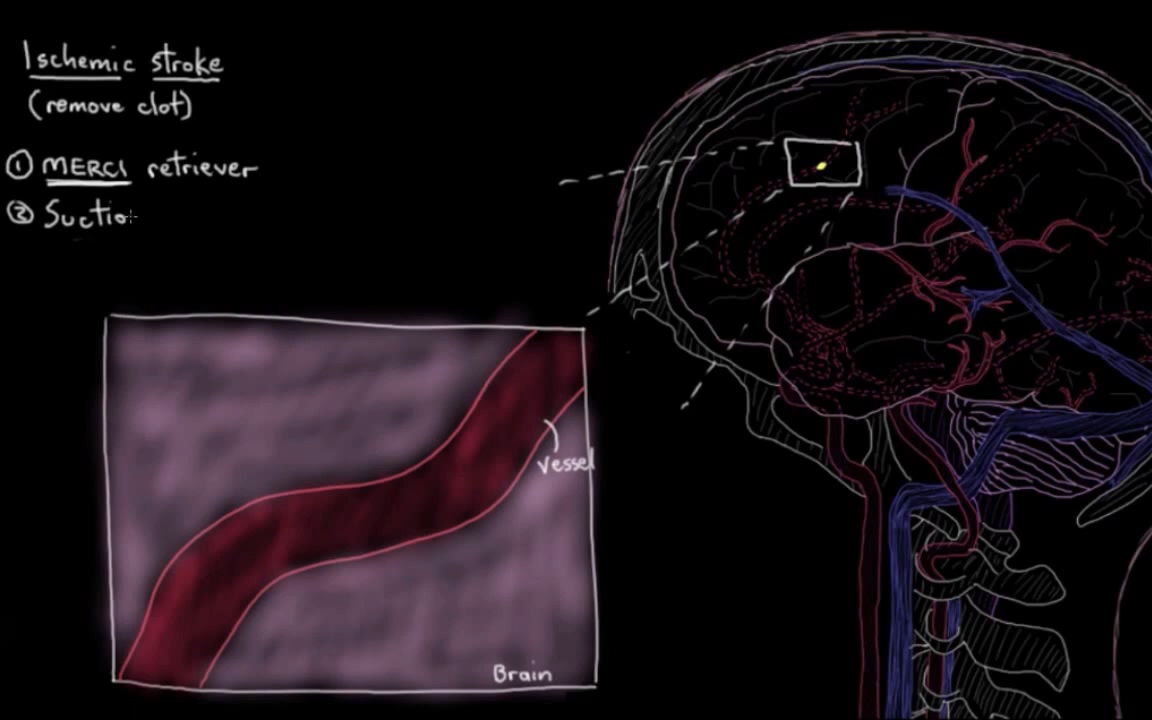 Ischemic stroke
(remove clot)
① MERCI retriever
② Suctio
Vessel
Brain